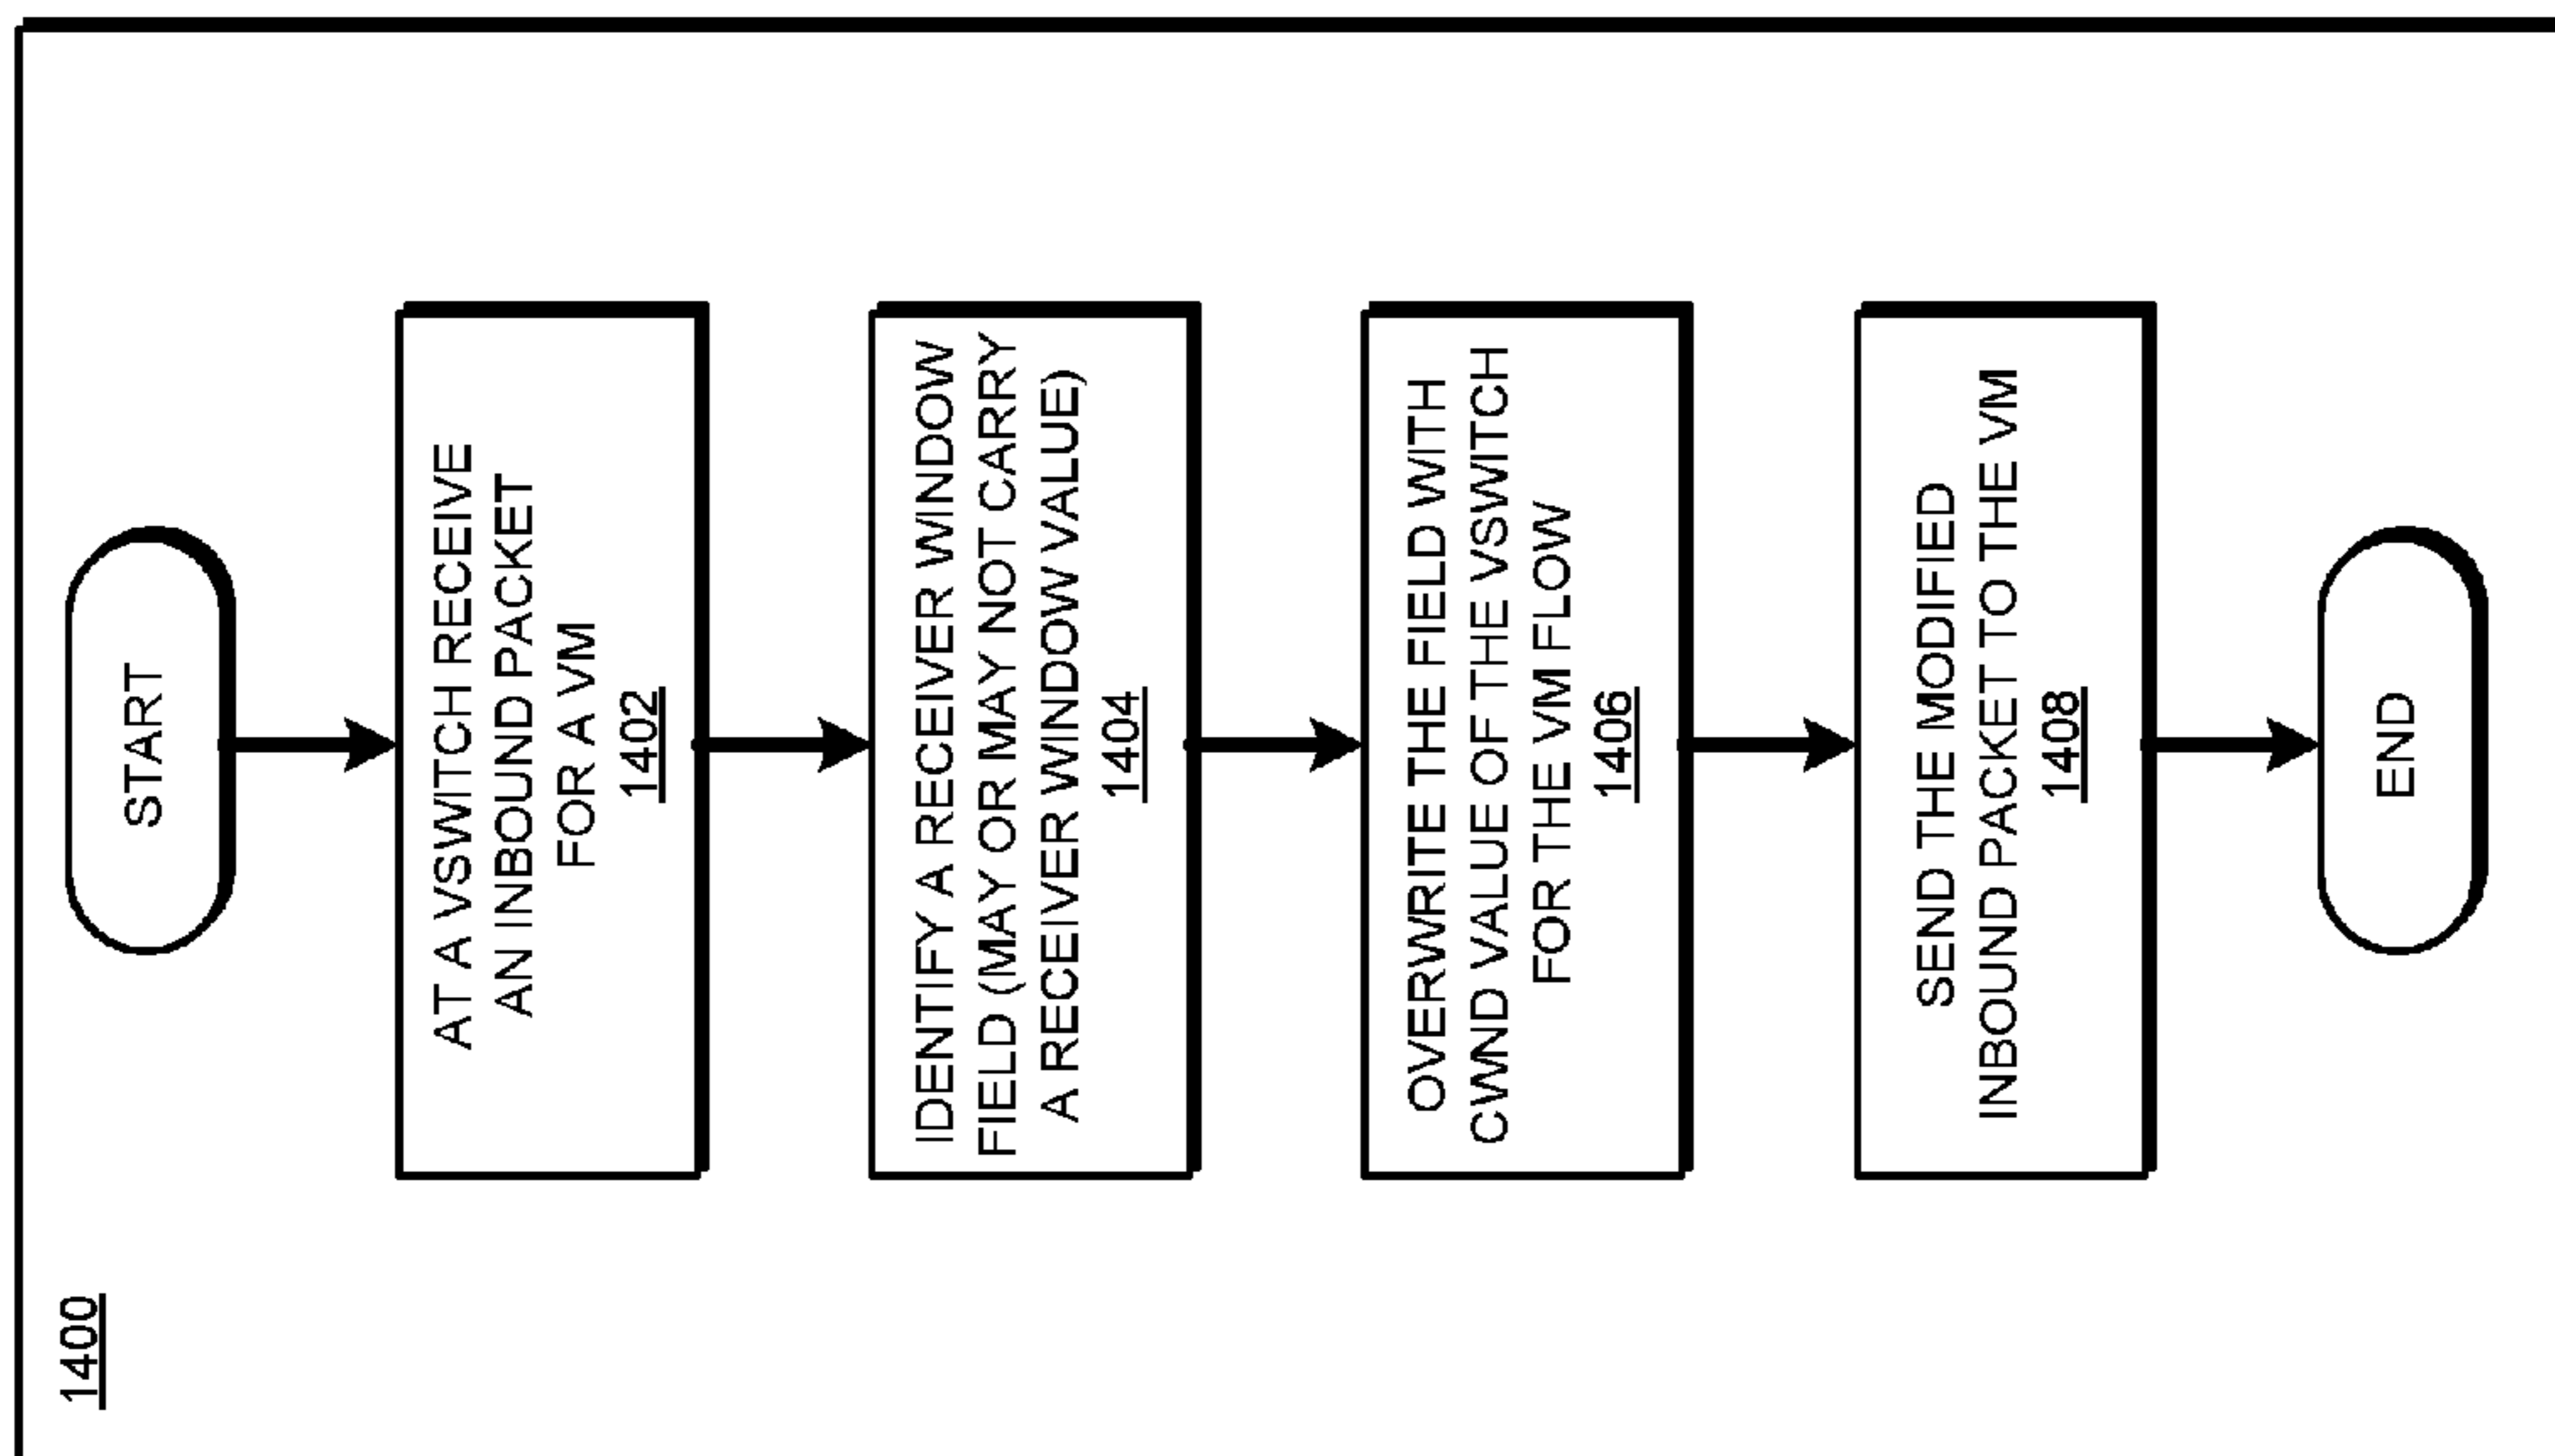 1400
START
AT A VSWITCH RECEIVE
AN INBOUND PACKET
FOR A VM
1402
IDENTIFY A RECEIVER WINDOW
FIELD (MAY OR MAY NOT CARRY
A RECEIVER WINDOW VALUE)
1404
OVERWRITE THE FIELD WITH
CWND VALUE OF THE VSWITCH
FOR THE VM FLOW
1406
SEND THE MODIFIED
INBOUND PACKET TO THE VM
1408
END